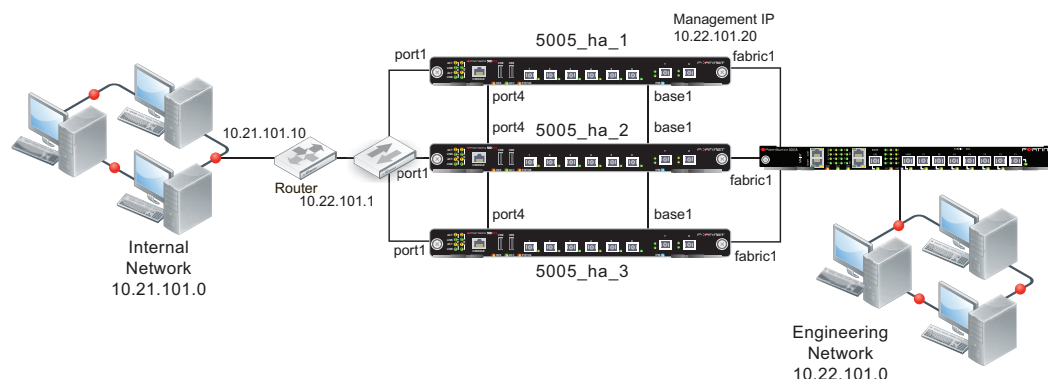 Management IP
10.22.101.20
5005_ha_1
port1
fabric1
port4
base1
port4
5005_ha_2
base1
10.21.101.10
port1
fabric1
Router
10.22.101.1
port4
base1
port1
fabric1
5005_ha_3
Internal
Network
10.21.101.0
Engineering
Network
10.22.101.0